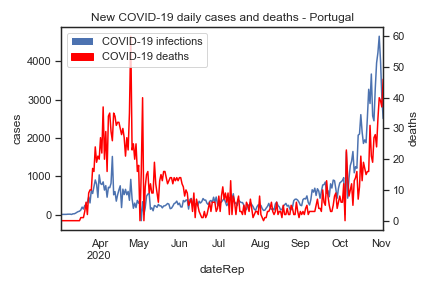 New COVID-19 daily cases and deaths - Portugal
COVID-19 infections
COVID-19 deaths
4000
3000
2000
1000
0
cases
60
50
40
30
20
10
0
deaths
Apr May Jun Jul Aug Sep Oct Nov
2020
dateRep